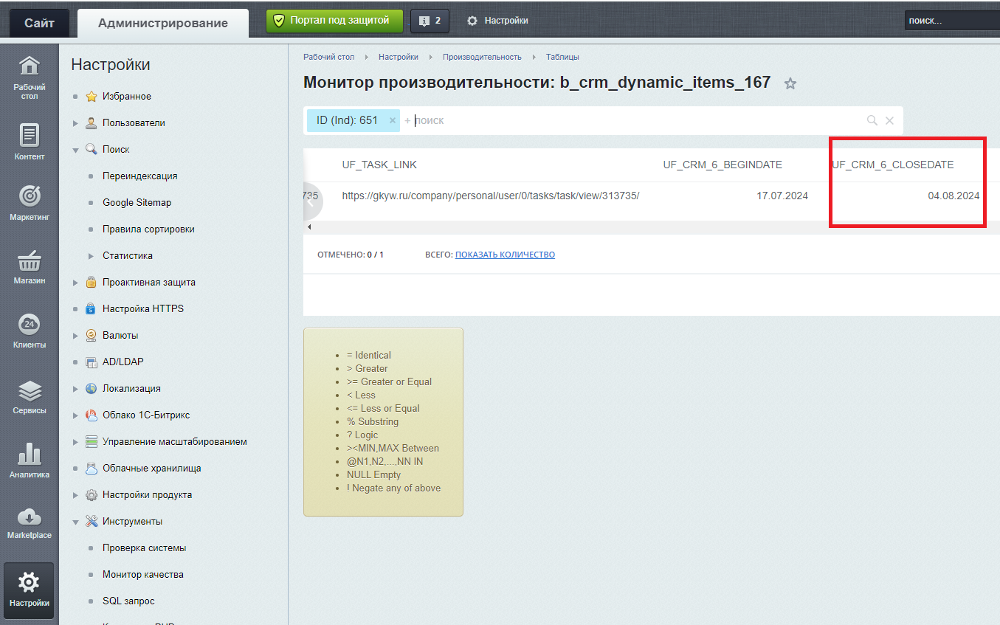 Сайт
Администрирование
Портал под защитой
2
Настройки
поиск...
Рабочий стол
Контент
Маркетинг
Магазин
24
Клиенты
Сервисы
Аналитика
Marketplace
Настройки
Настройки
Избранное
Пользователи
Поиск
Переиндексация
Google Sitemap
Правила сортировки
Статистика
Проактивная защита
Настройка HTTPS
Валюты
AD/LDAP
Локализация
Облако 1С-Битрикс
Управление масштабированием
Облачные хранилища
Настройки продукта
Инструменты
Проверка системы
Монитор качества
SQL запрос
Рабочий стол Настройки Производительность Таблицы
Монитор производительности: b_crm_dynamic_items_167
ID (Ind): 651 × + поиск
UF_TASK_LINK UF_CRM_6_BEGINDATE UF_CRM_6_CLOSEDATE
735 https://gkyw.ru/company/personal/user/0/tasks/task/view/313735/ 17.07.2024 04.08.2024
ОТМЕЧЕНО: 0 / 1 ВСЕГО: ПОКАЗАТЬ КОЛИЧЕСТВО
= Identical
> Greater
>= Greater or Equal
< Less
<= Less or Equal
% Substring
? Logic
><MIN,MAX Between
@N1,N2,...,NN IN
NULL Empty
! Negate any of above